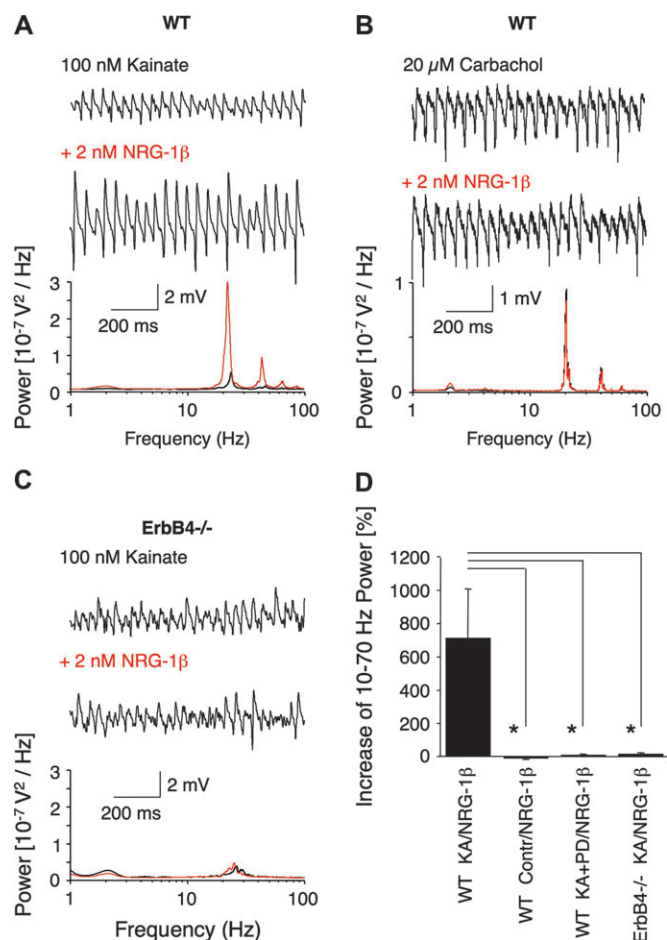 A
WT
100 nM Kainate
+ 2 nM NRG-1β
Power [10⁻⁷ V² / Hz]
3
2
1
0
2 mV
200 ms
1
10
100
Frequency (Hz)
B
WT
20 µM Carbachol
+ 2 nM NRG-1β
Power [10⁻⁷ V² / Hz]
1
0
1 mV
200 ms
1
10
100
Frequency (Hz)
C
ErbB4-/-
100 nM Kainate
+ 2 nM NRG-1β
Power [10⁻⁷ V² / Hz]
3
2
1
0
2 mV
200 ms
1
10
100
Frequency (Hz)
D
Increase of 10-70 Hz Power [%]
1200
1000
800
600
400
200
0
* * *
WT KA/NRG-1β
WT Contr/NRG-1β
WT KA+PD/NRG-1β
ErbB4-/- KA/NRG-1β